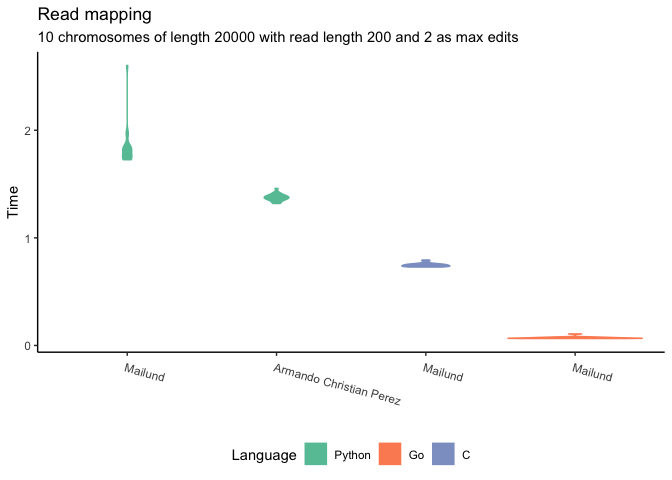 Read mapping
10 chromosomes of length 20000 with read length 200 and 2 as max edits
Time
2
1
0
Mailund
Armando Christian Perez
Mailund
Mailund
Language
Python
Go
C